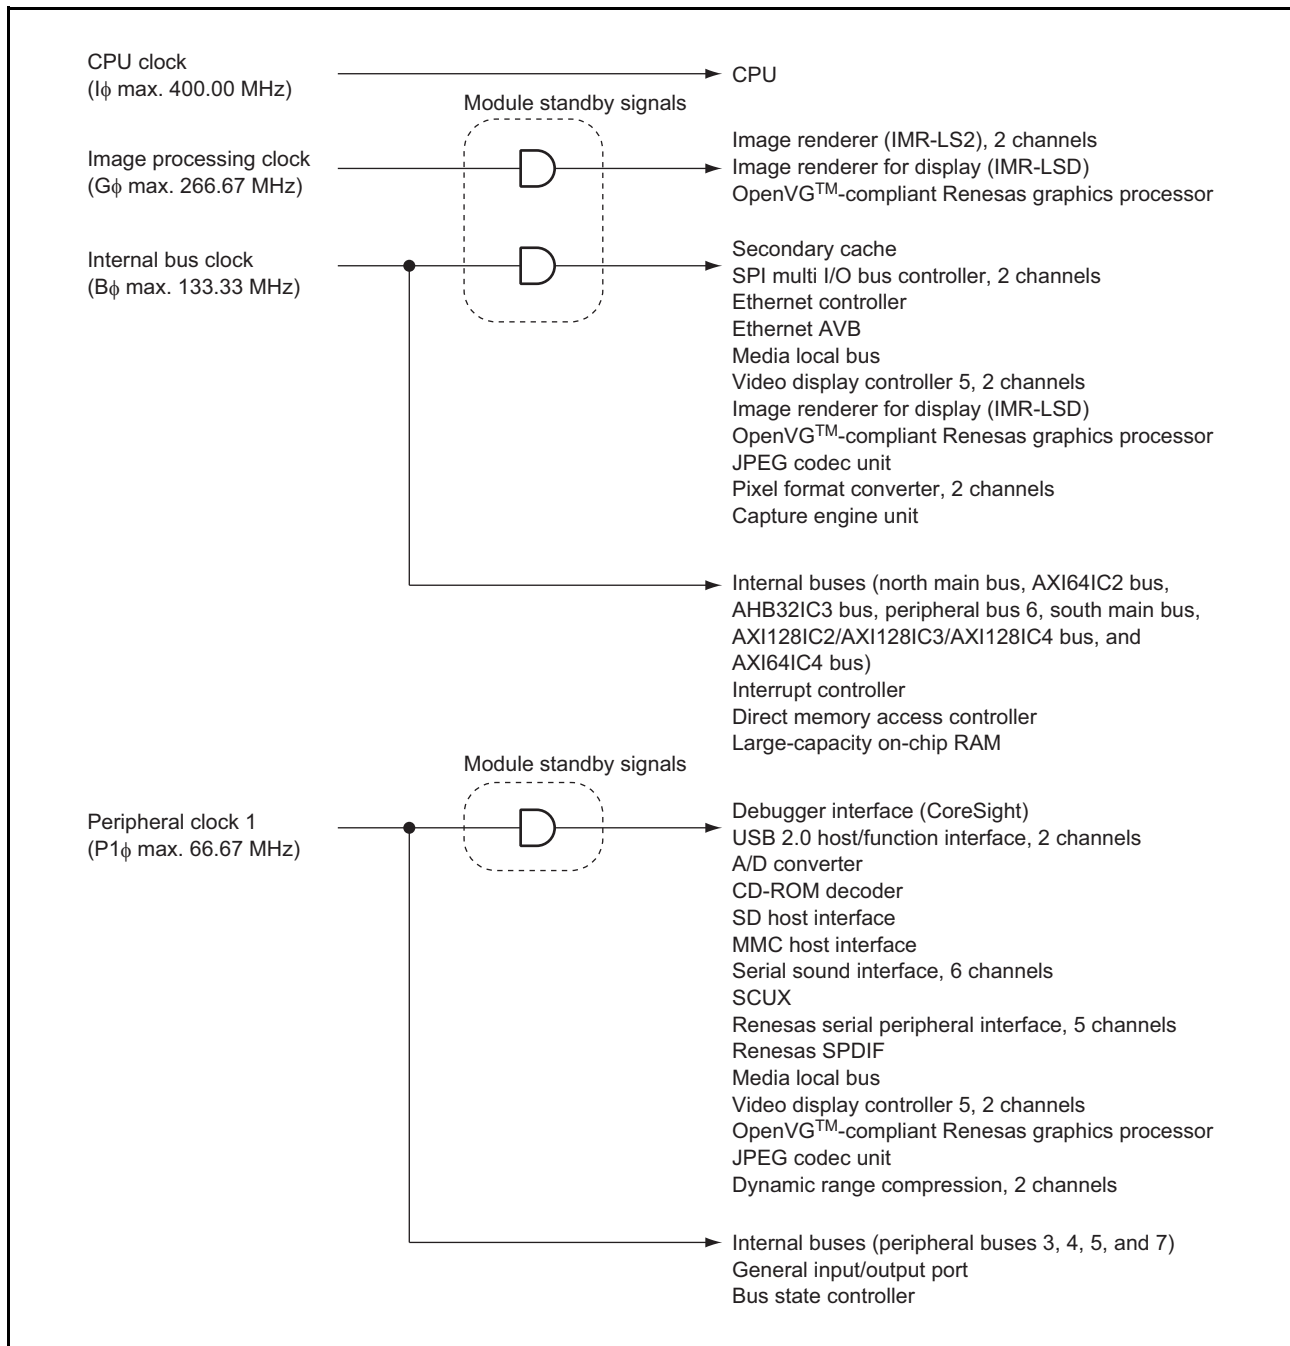 CPU clock
(Iϕ max. 400.00 MHz)
CPU
Module standby signals
Image processing clock
(Gϕ max. 266.67 MHz)
Image renderer (IMR-LS2), 2 channels
Image renderer for display (IMR-LSD)
OpenVG™-compliant Renesas graphics processor
Internal bus clock
(Bϕ max. 133.33 MHz)
Secondary cache
SPI multi I/O bus controller, 2 channels
Ethernet controller
Ethernet AVB
Media local bus
Video display controller 5, 2 channels
Image renderer for display (IMR-LSD)
OpenVG™-compliant Renesas graphics processor
JPEG codec unit
Pixel format converter, 2 channels
Capture engine unit
Internal buses (north main bus, AXI64IC2 bus,
AHB32IC3 bus, peripheral bus 6, south main bus,
AXI128IC2/AXI128IC3/AXI128IC4 bus, and
AXI64IC4 bus)
Interrupt controller
Direct memory access controller
Large-capacity on-chip RAM
Module standby signals
Peripheral clock 1
(P1ϕ max. 66.67 MHz)
Debugger interface (CoreSight)
USB 2.0 host/function interface, 2 channels
A/D converter
CD-ROM decoder
SD host interface
MMC host interface
Serial sound interface, 6 channels
SCUX
Renesas serial peripheral interface, 5 channels
Renesas SPDIF
Media local bus
Video display controller 5, 2 channels
OpenVG™-compliant Renesas graphics processor
JPEG codec unit
Dynamic range compression, 2 channels
Internal buses (peripheral buses 3, 4, 5, and 7)
General input/output port
Bus state controller